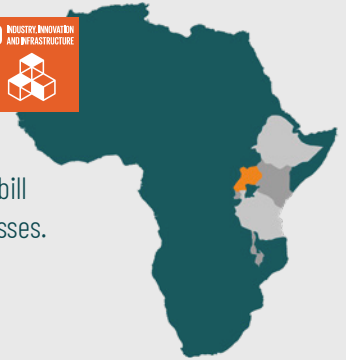 INDUSTRY, INNOVATION
AND INFRASTRUCTURE
bill
sses.